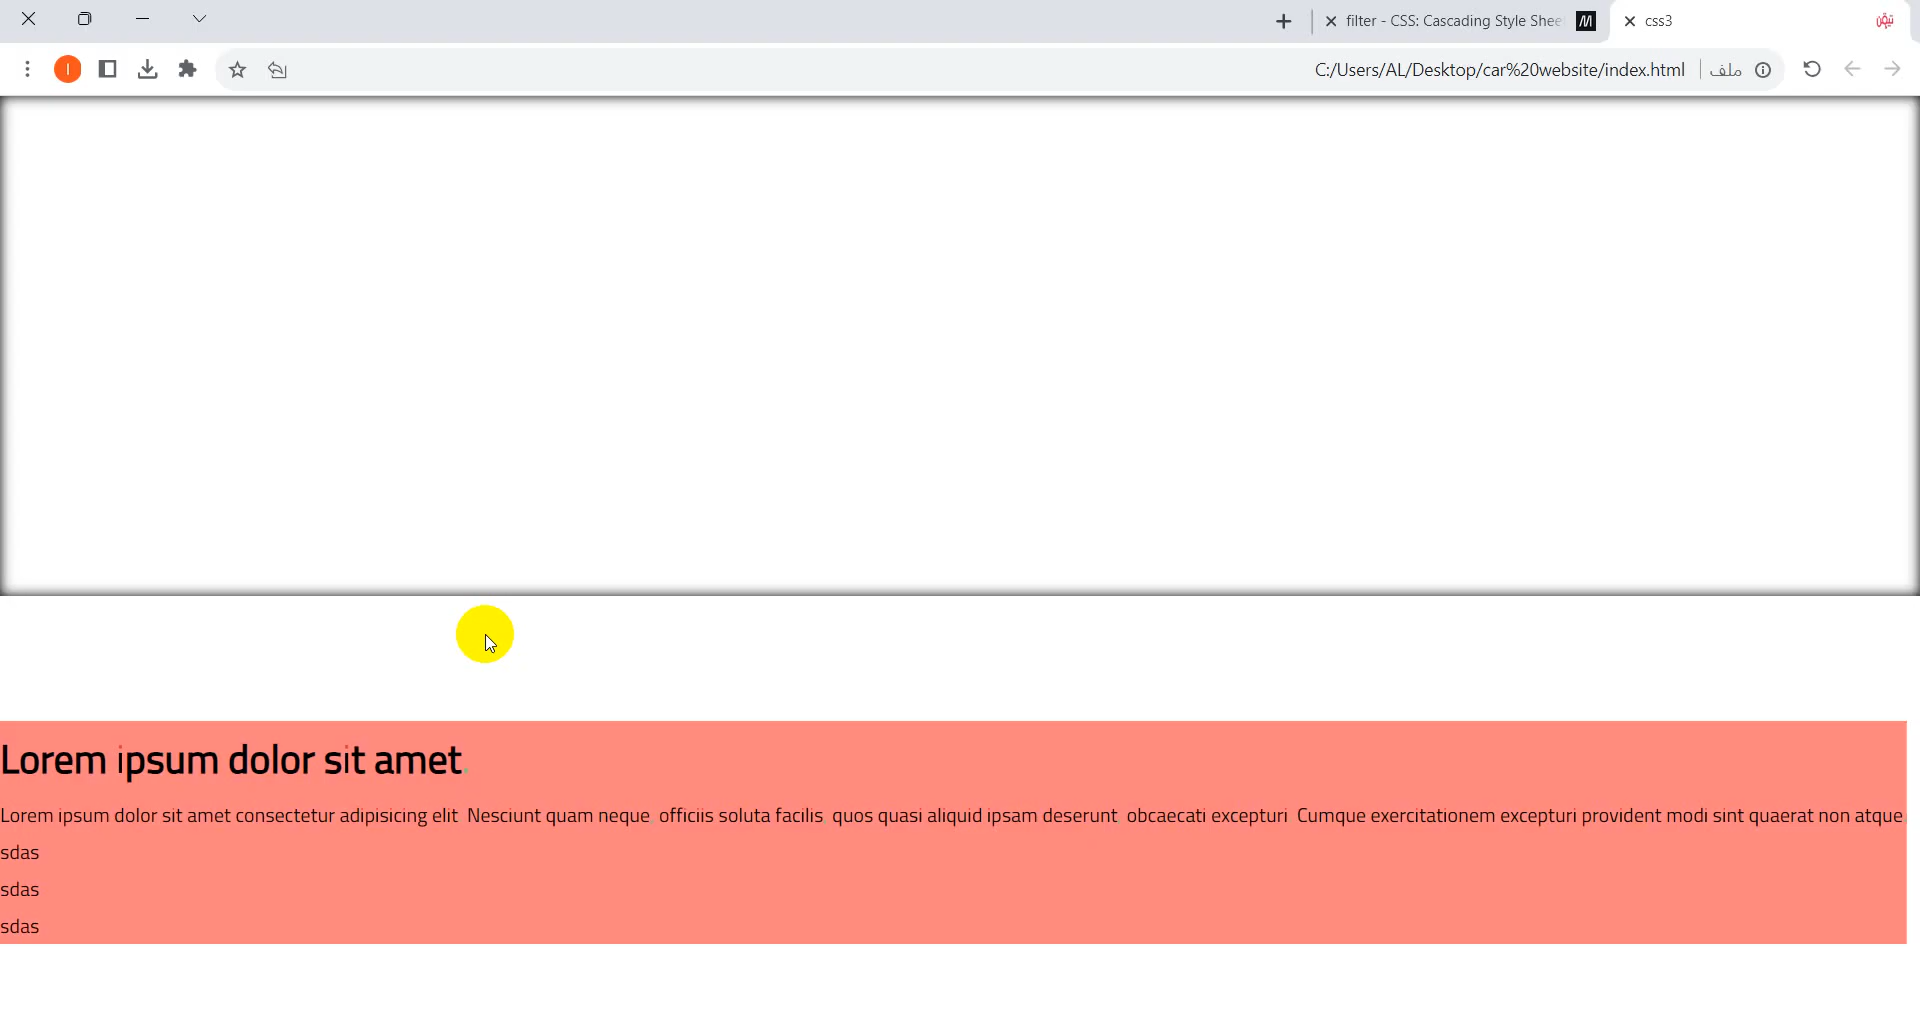 filter - CSS: Cascading Style Shee
css3
تيقن
C:/Users/AL/Desktop/car%20website/index.html
ملف
I
Lorem ipsum dolor sit amet.
Lorem ipsum dolor sit amet consectetur adipisicing elit Nesciunt quam neque officiis soluta facilis quos quasi aliquid ipsam deserunt obcaecati excepturi Cumque exercitationem excepturi provident modi sint quaerat non atque
sdas
sdas
sdas